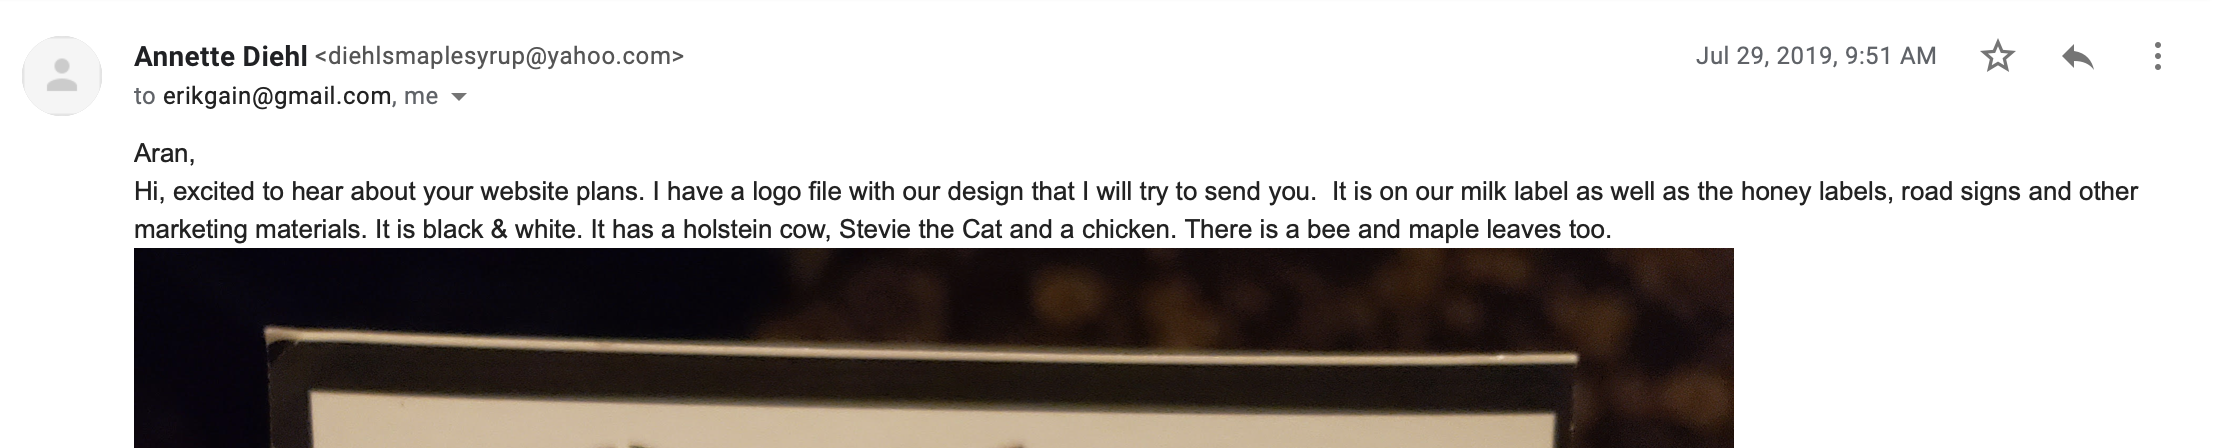 Annette Diehl <diehlsmaplesyrup@yahoo.com> Jul 29, 2019, 9:51 AM
to erikgain@gmail.com, me
Aran,
Hi, excited to hear about your website plans. I have a logo file with our design that I will try to send you.  It is on our milk label as well as the honey labels, road signs and other
marketing materials. It is black & white. It has a holstein cow, Stevie the Cat and a chicken. There is a bee and maple leaves too.